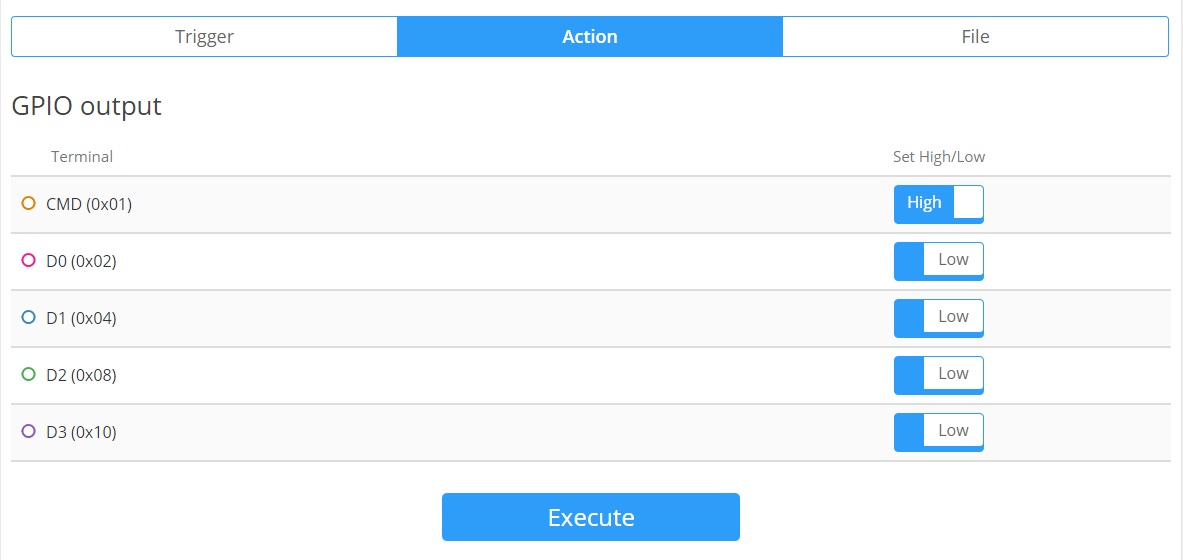 Trigger Action File
GPIO output
Terminal Set High/Low
CMD (0x01) High
D0 (0x02) Low
D1 (0x04) Low
D2 (0x08) Low
D3 (0x10) Low
Execute